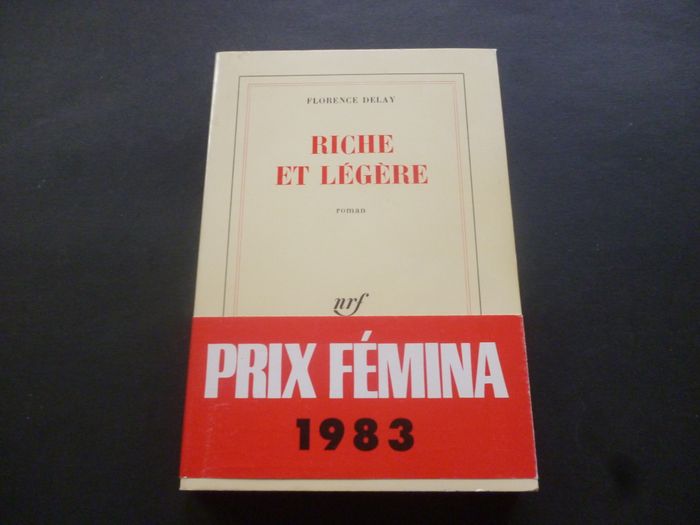 FLORENCE DELAY
RICHE
ET LÉGÈRE
roman
nrf
PRIX FÉMINA
1983